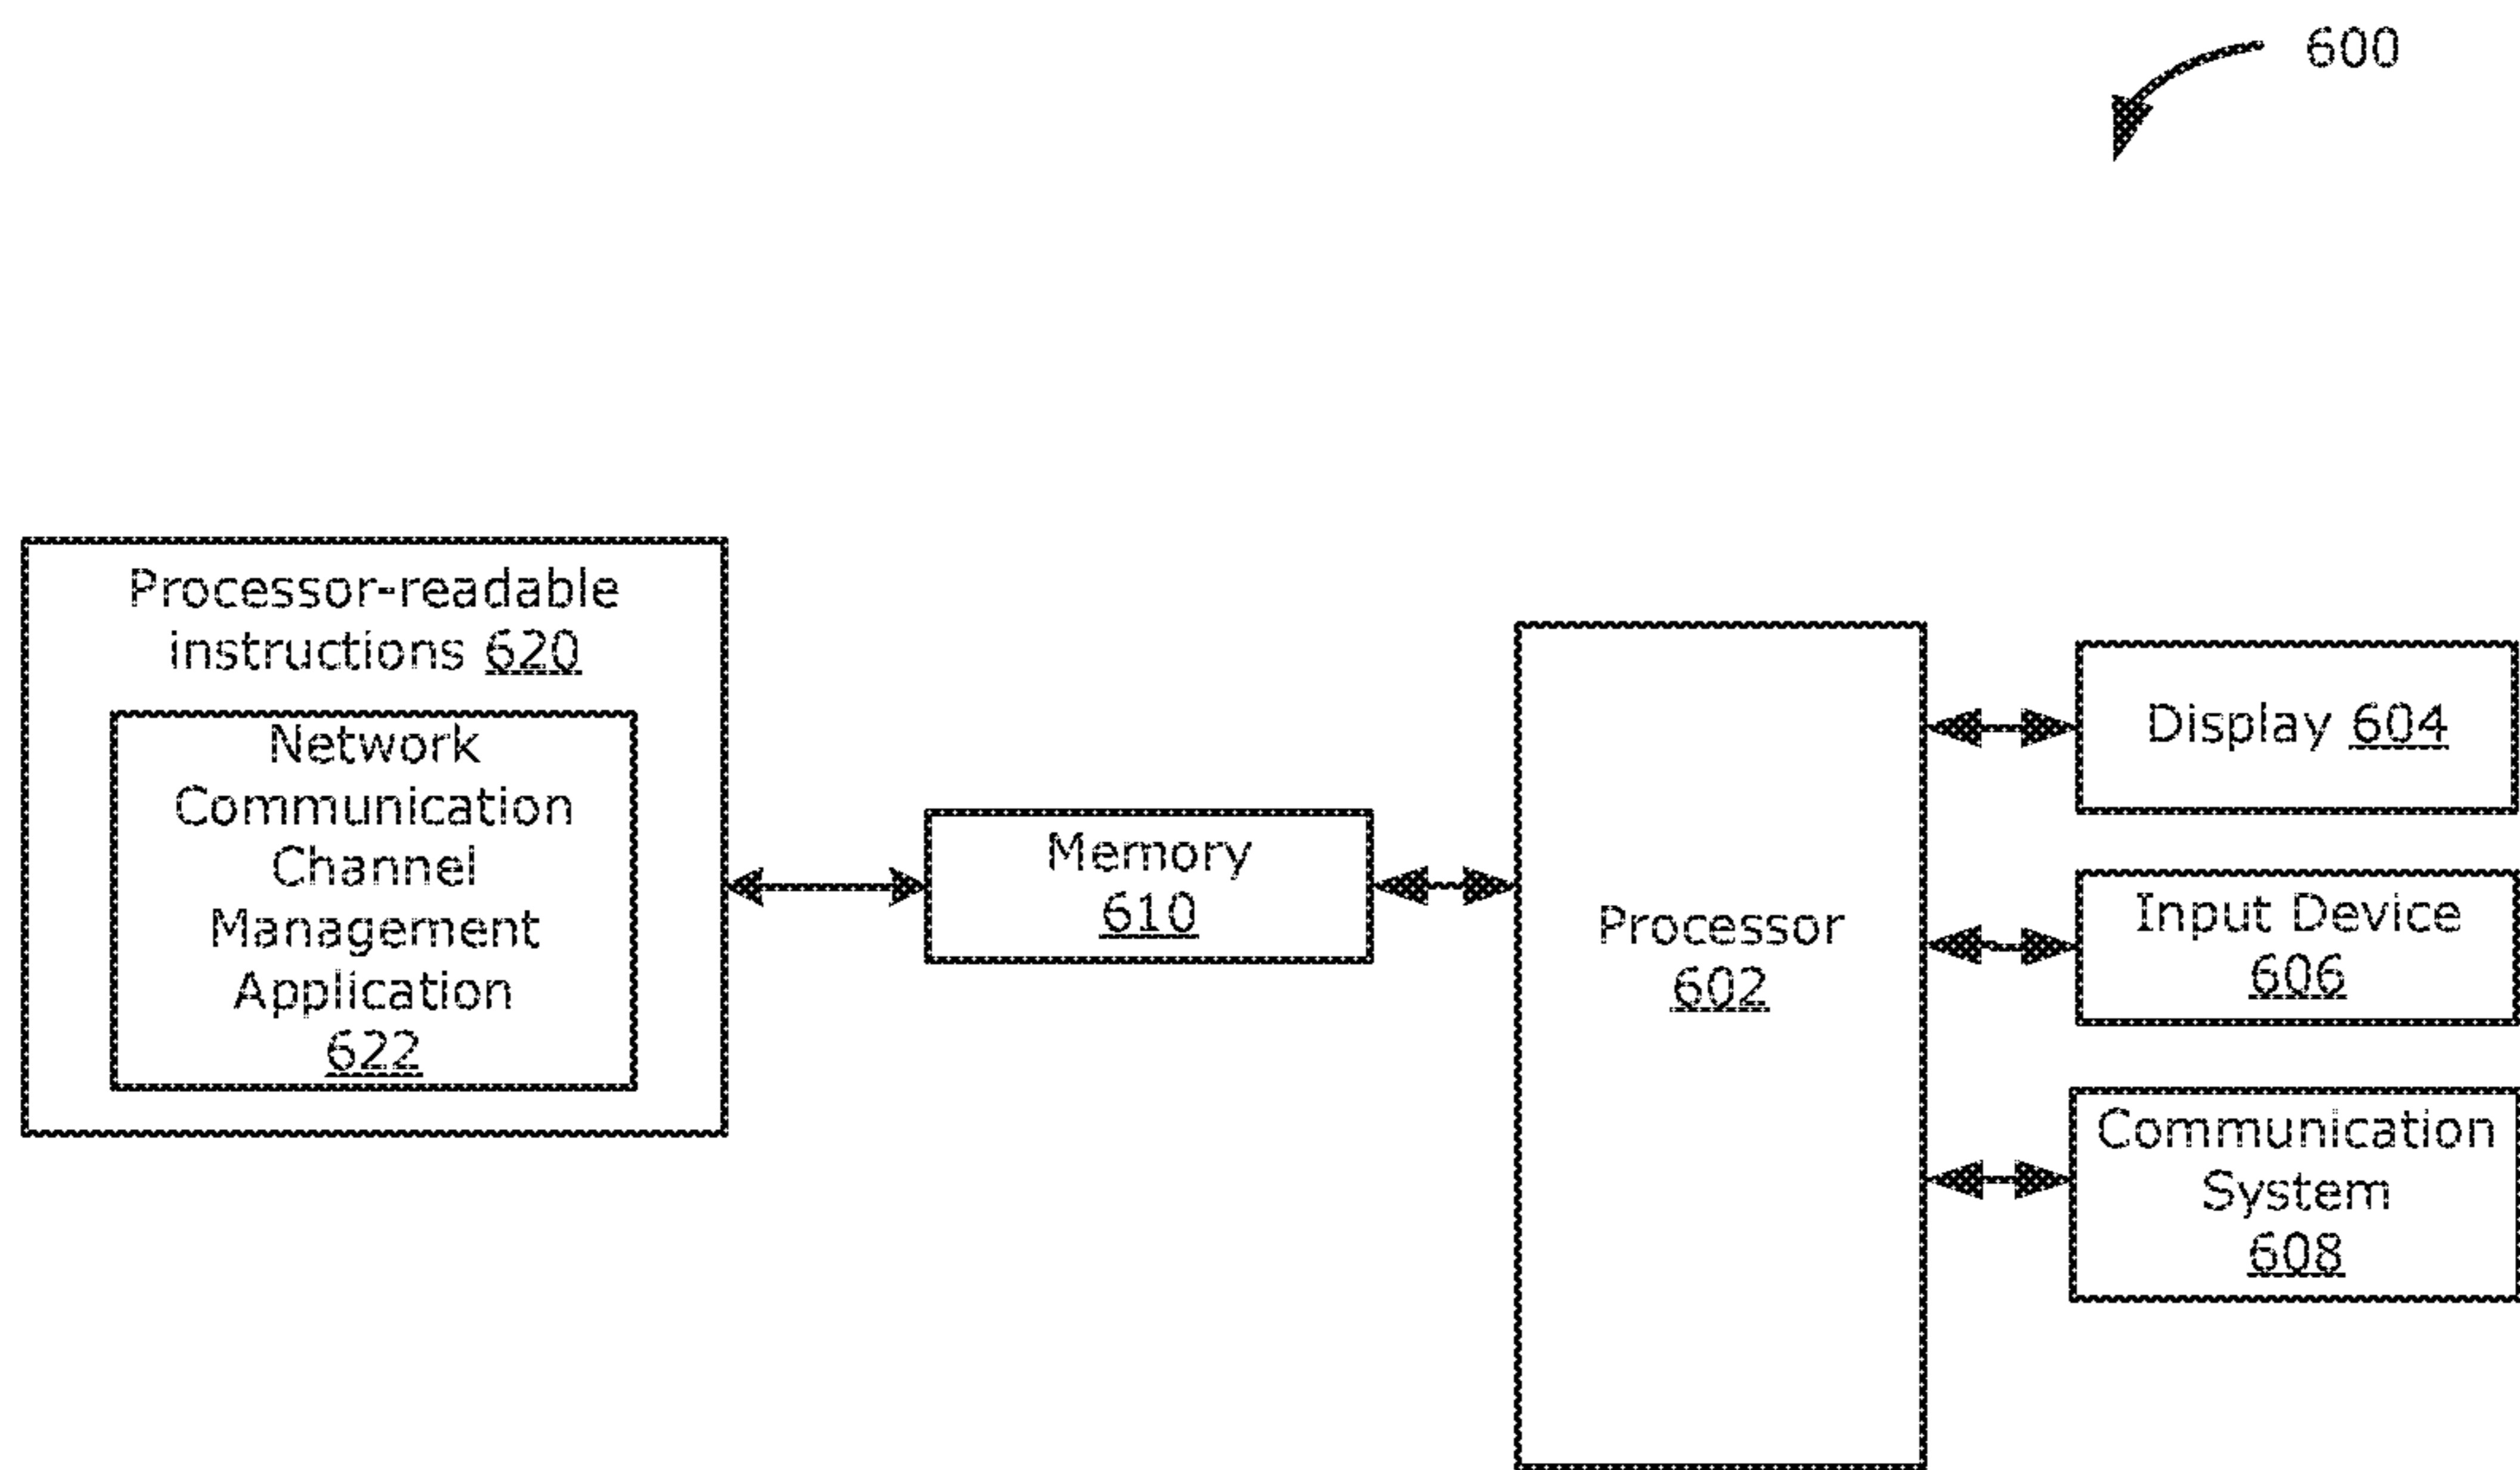 600
Processor-readable
instructions 620
Network
Communication
Channel
Management
Application
622
Memory
610
Processor
602
Display 604
Input Device
606
Communication
System
608